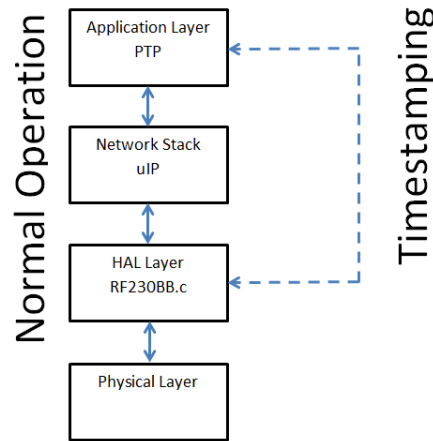 Normal Operation
Application Layer
PTP
Network Stack
uIP
HAL Layer
RF230BB.c
Physical Layer
Timestamping